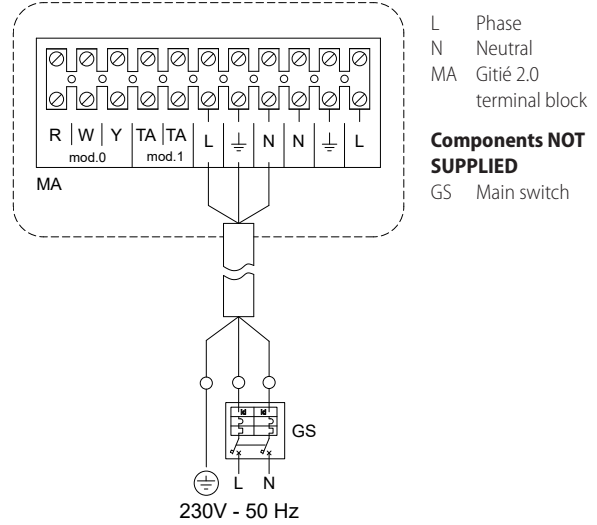 R W Y TA TA L N N L
mod.0 mod.1
MA
GS
L N
230V - 50 Hz
L Phase
N Neutral
MA Gitié 2.0
terminal block
Components NOT
SUPPLIED
GS Main switch